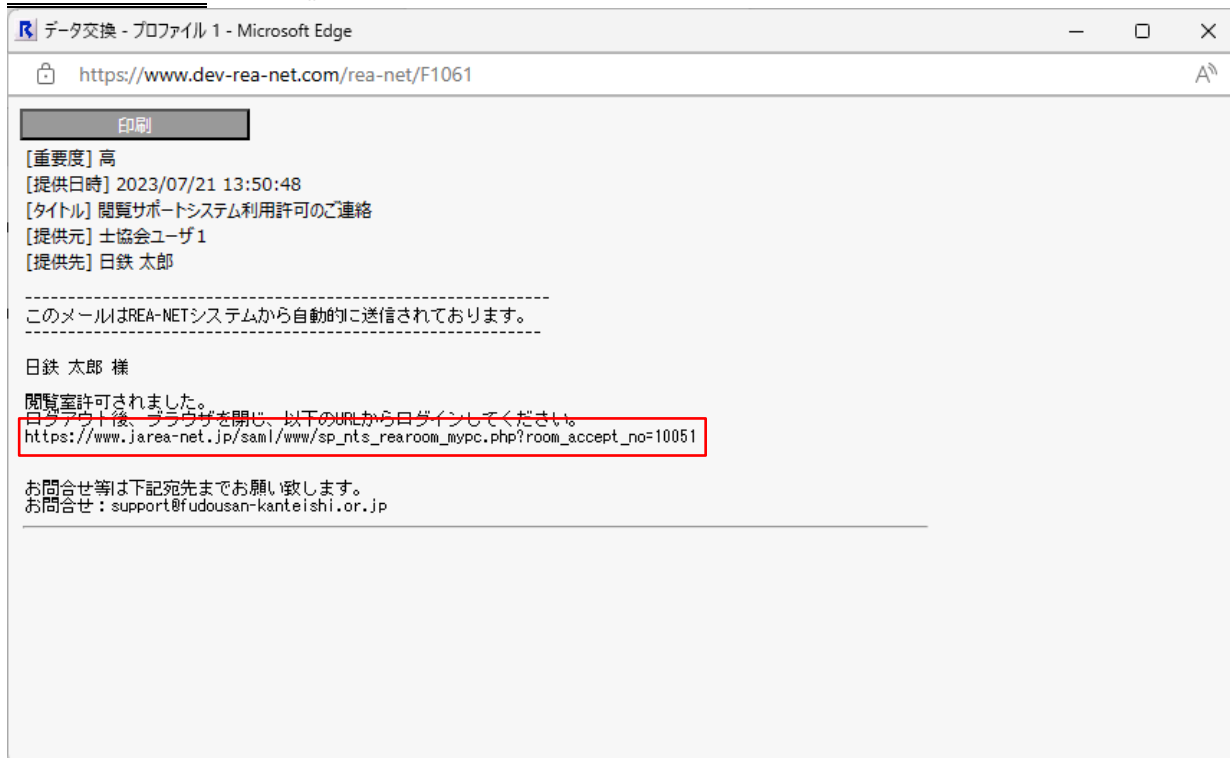 データ交換 - プロファイル 1 - Microsoft Edge
https://www.dev-rea-net.com/rea-net/F1061
印刷
[重要度] 高
[提供日時] 2023/07/21 13:50:48
[タイトル] 閲覧サポートシステム利用許可のご連絡
[提供元] 士協会ユーザ1
[提供先] 日鉄 太郎
------------------------------------------------------------
このメールはREA-NETシステムから自動的に送信されております。
-----------------------------------------------------------
日鉄 太郎 様
閲覧室許可されました。
ログアウト後、ブラウザを閉じ、以下のURLからログインしてください。
https://www.jarea-net.jp/saml/www/sp_nts_rearoom_mypc.php?room_accept_no=10051
お問合せ等は下記宛先までお願い致します。
お問合せ：support@fudousan-kanteishi.or.jp